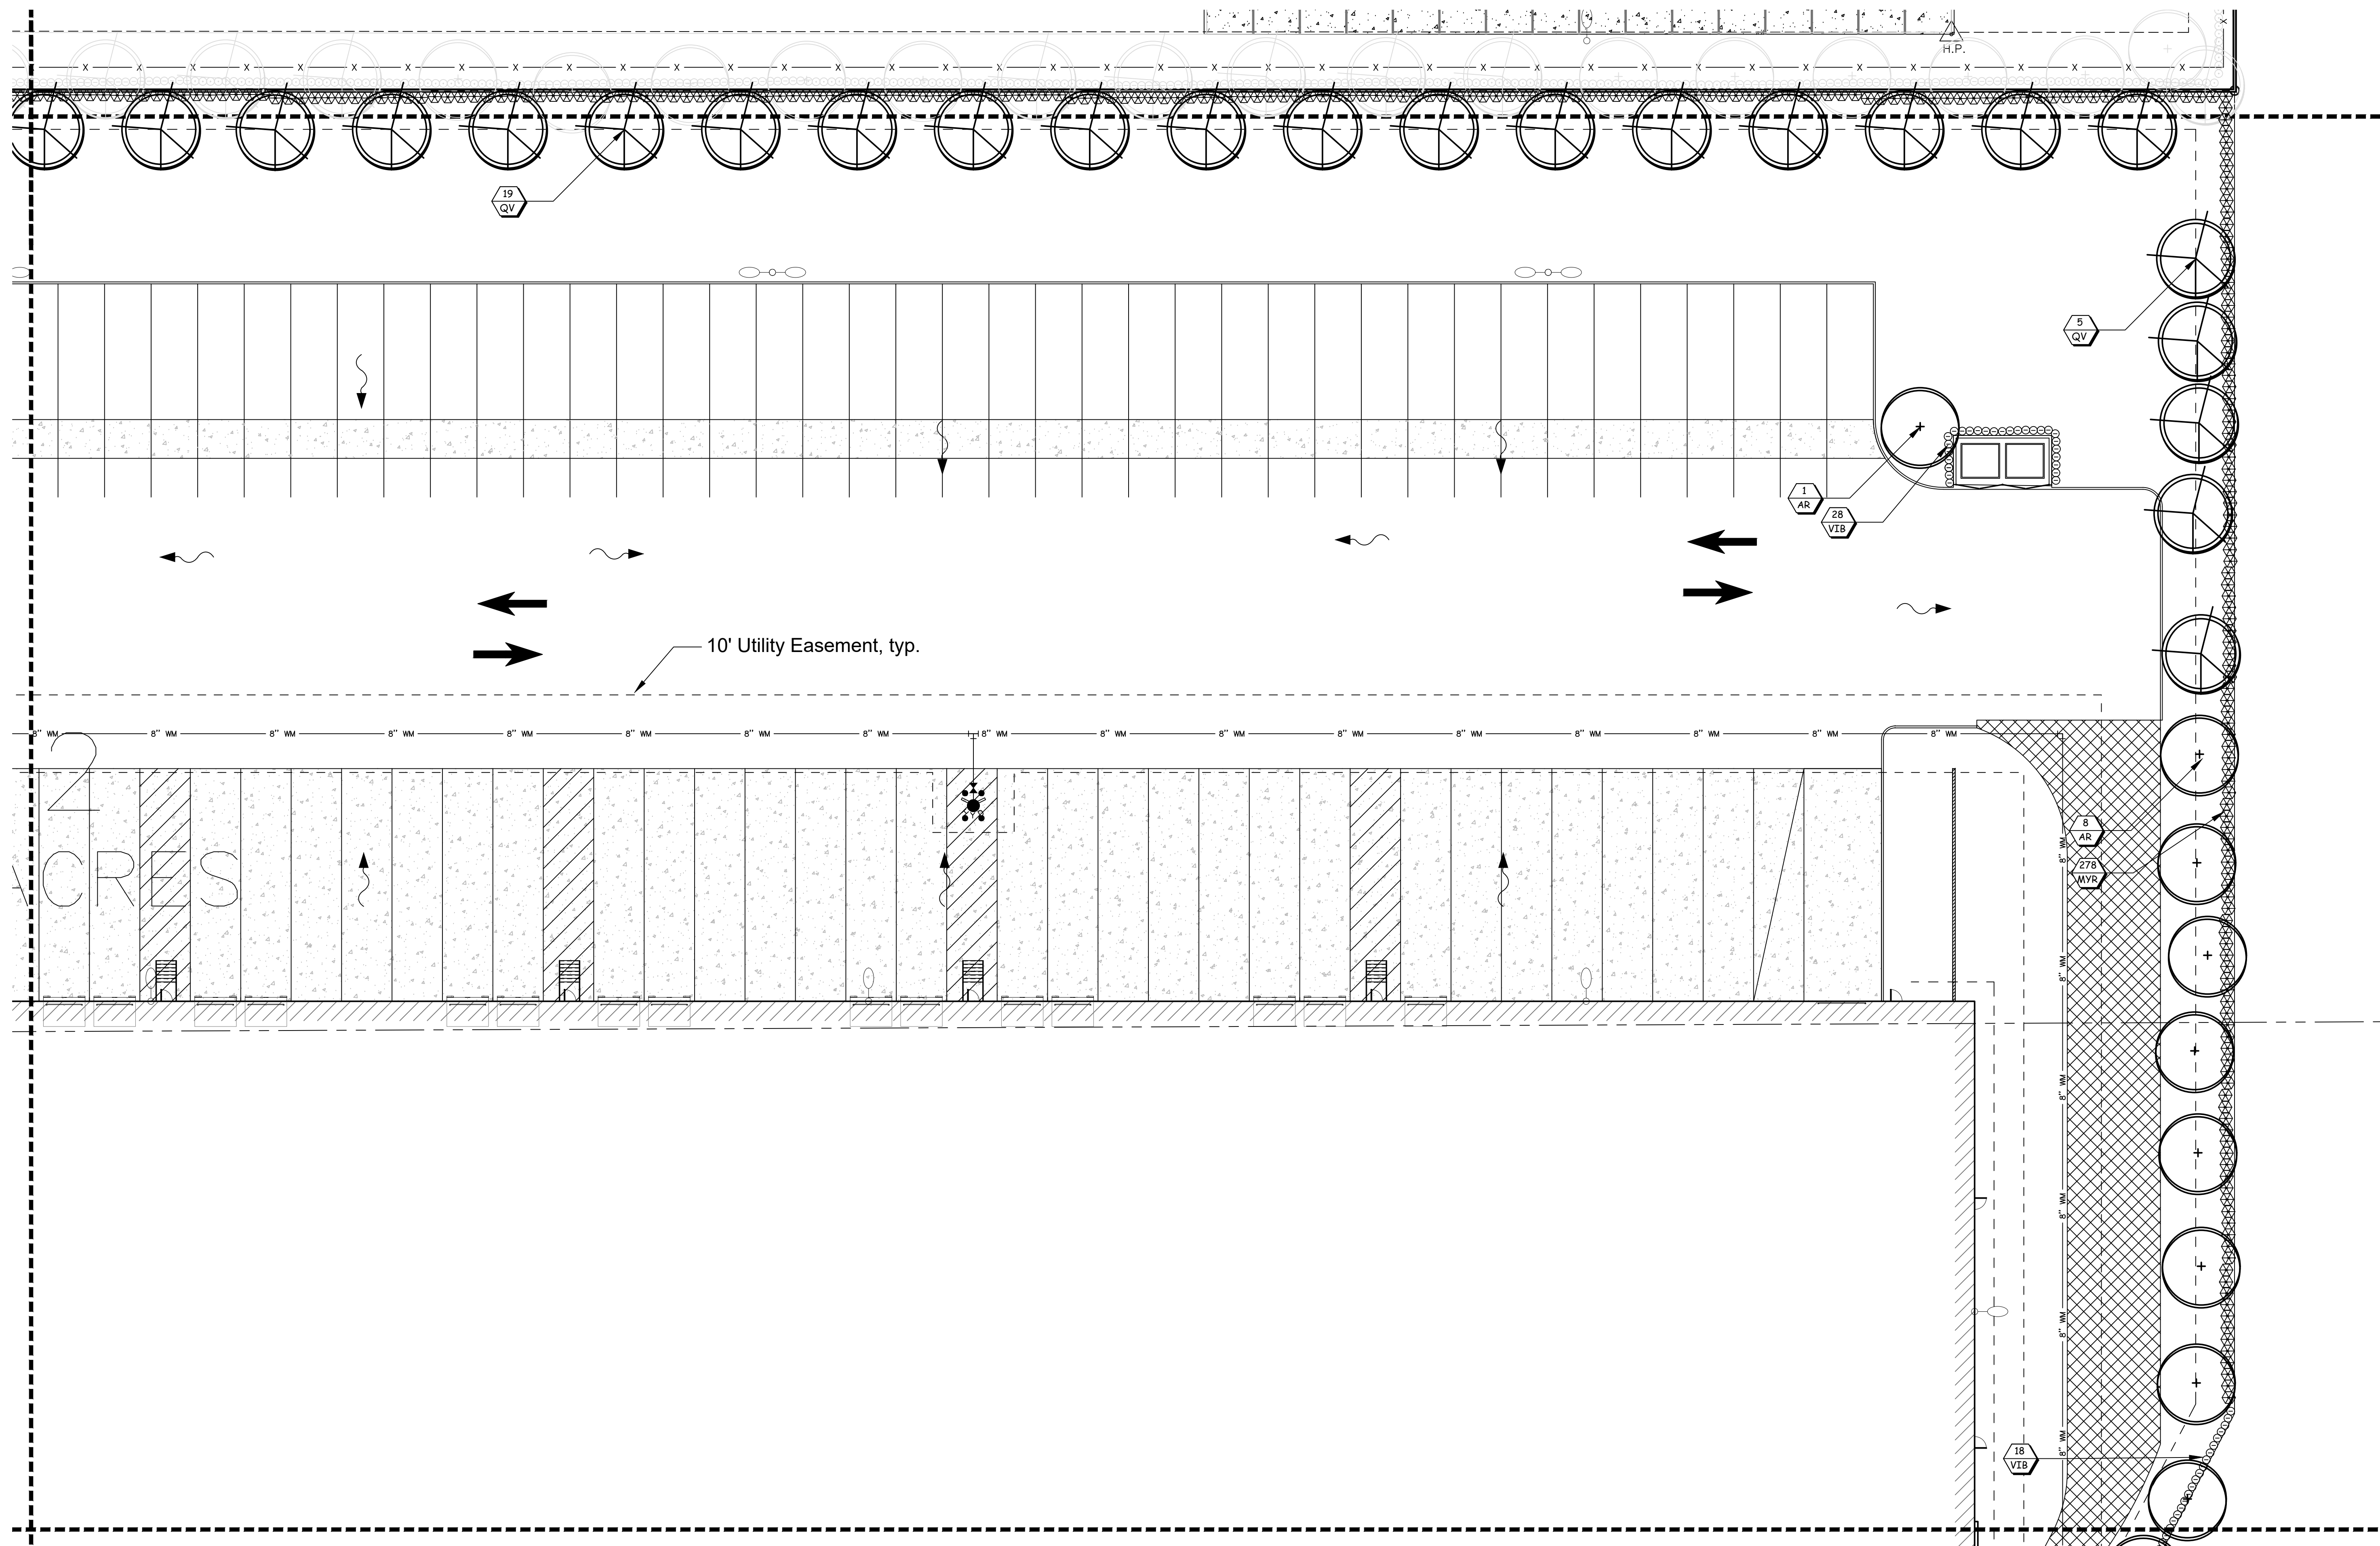 X
H.P.
X X X X X X X X X X X X X X X X X X X X X X X X X X X X X X X X X X X X X X X X
19
QV
5
QV
1
AR
28
VIB
10' Utility Easement, typ.
8" WM 8" WM 8" WM 8" WM 8" WM 8" WM 8" WM 8" WM 8" WM 8" WM 8" WM 8" WM 8" WM 8" WM 8" WM 8" WM 8" WM
2
CRES
8
AR
278
MYR
8" WM
8" WM
8" WM
8" WM
8" WM
8" WM
18
VIB